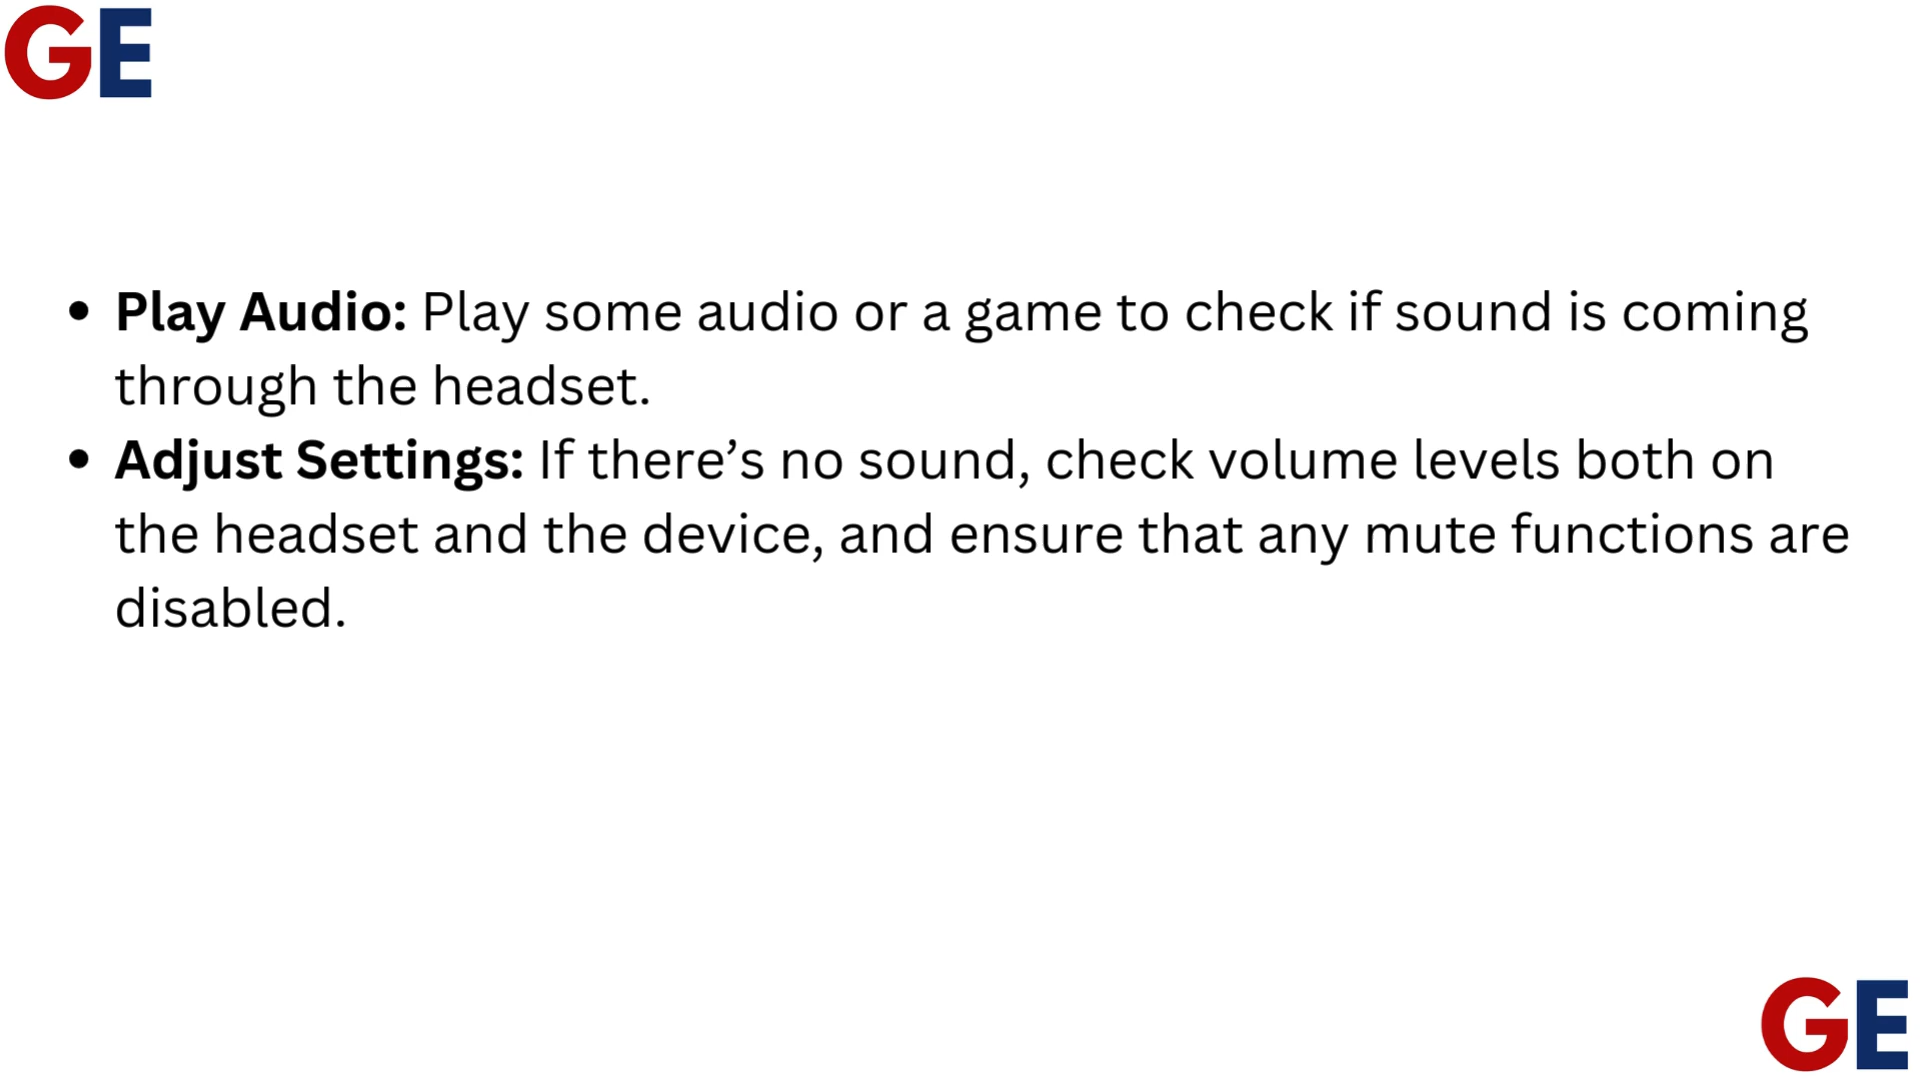 GE
• Play Audio: Play some audio or a game to check if sound is coming
through the headset.
• Adjust Settings: If there’s no sound, check volume levels both on
the headset and the device, and ensure that any mute functions are
disabled.
GE